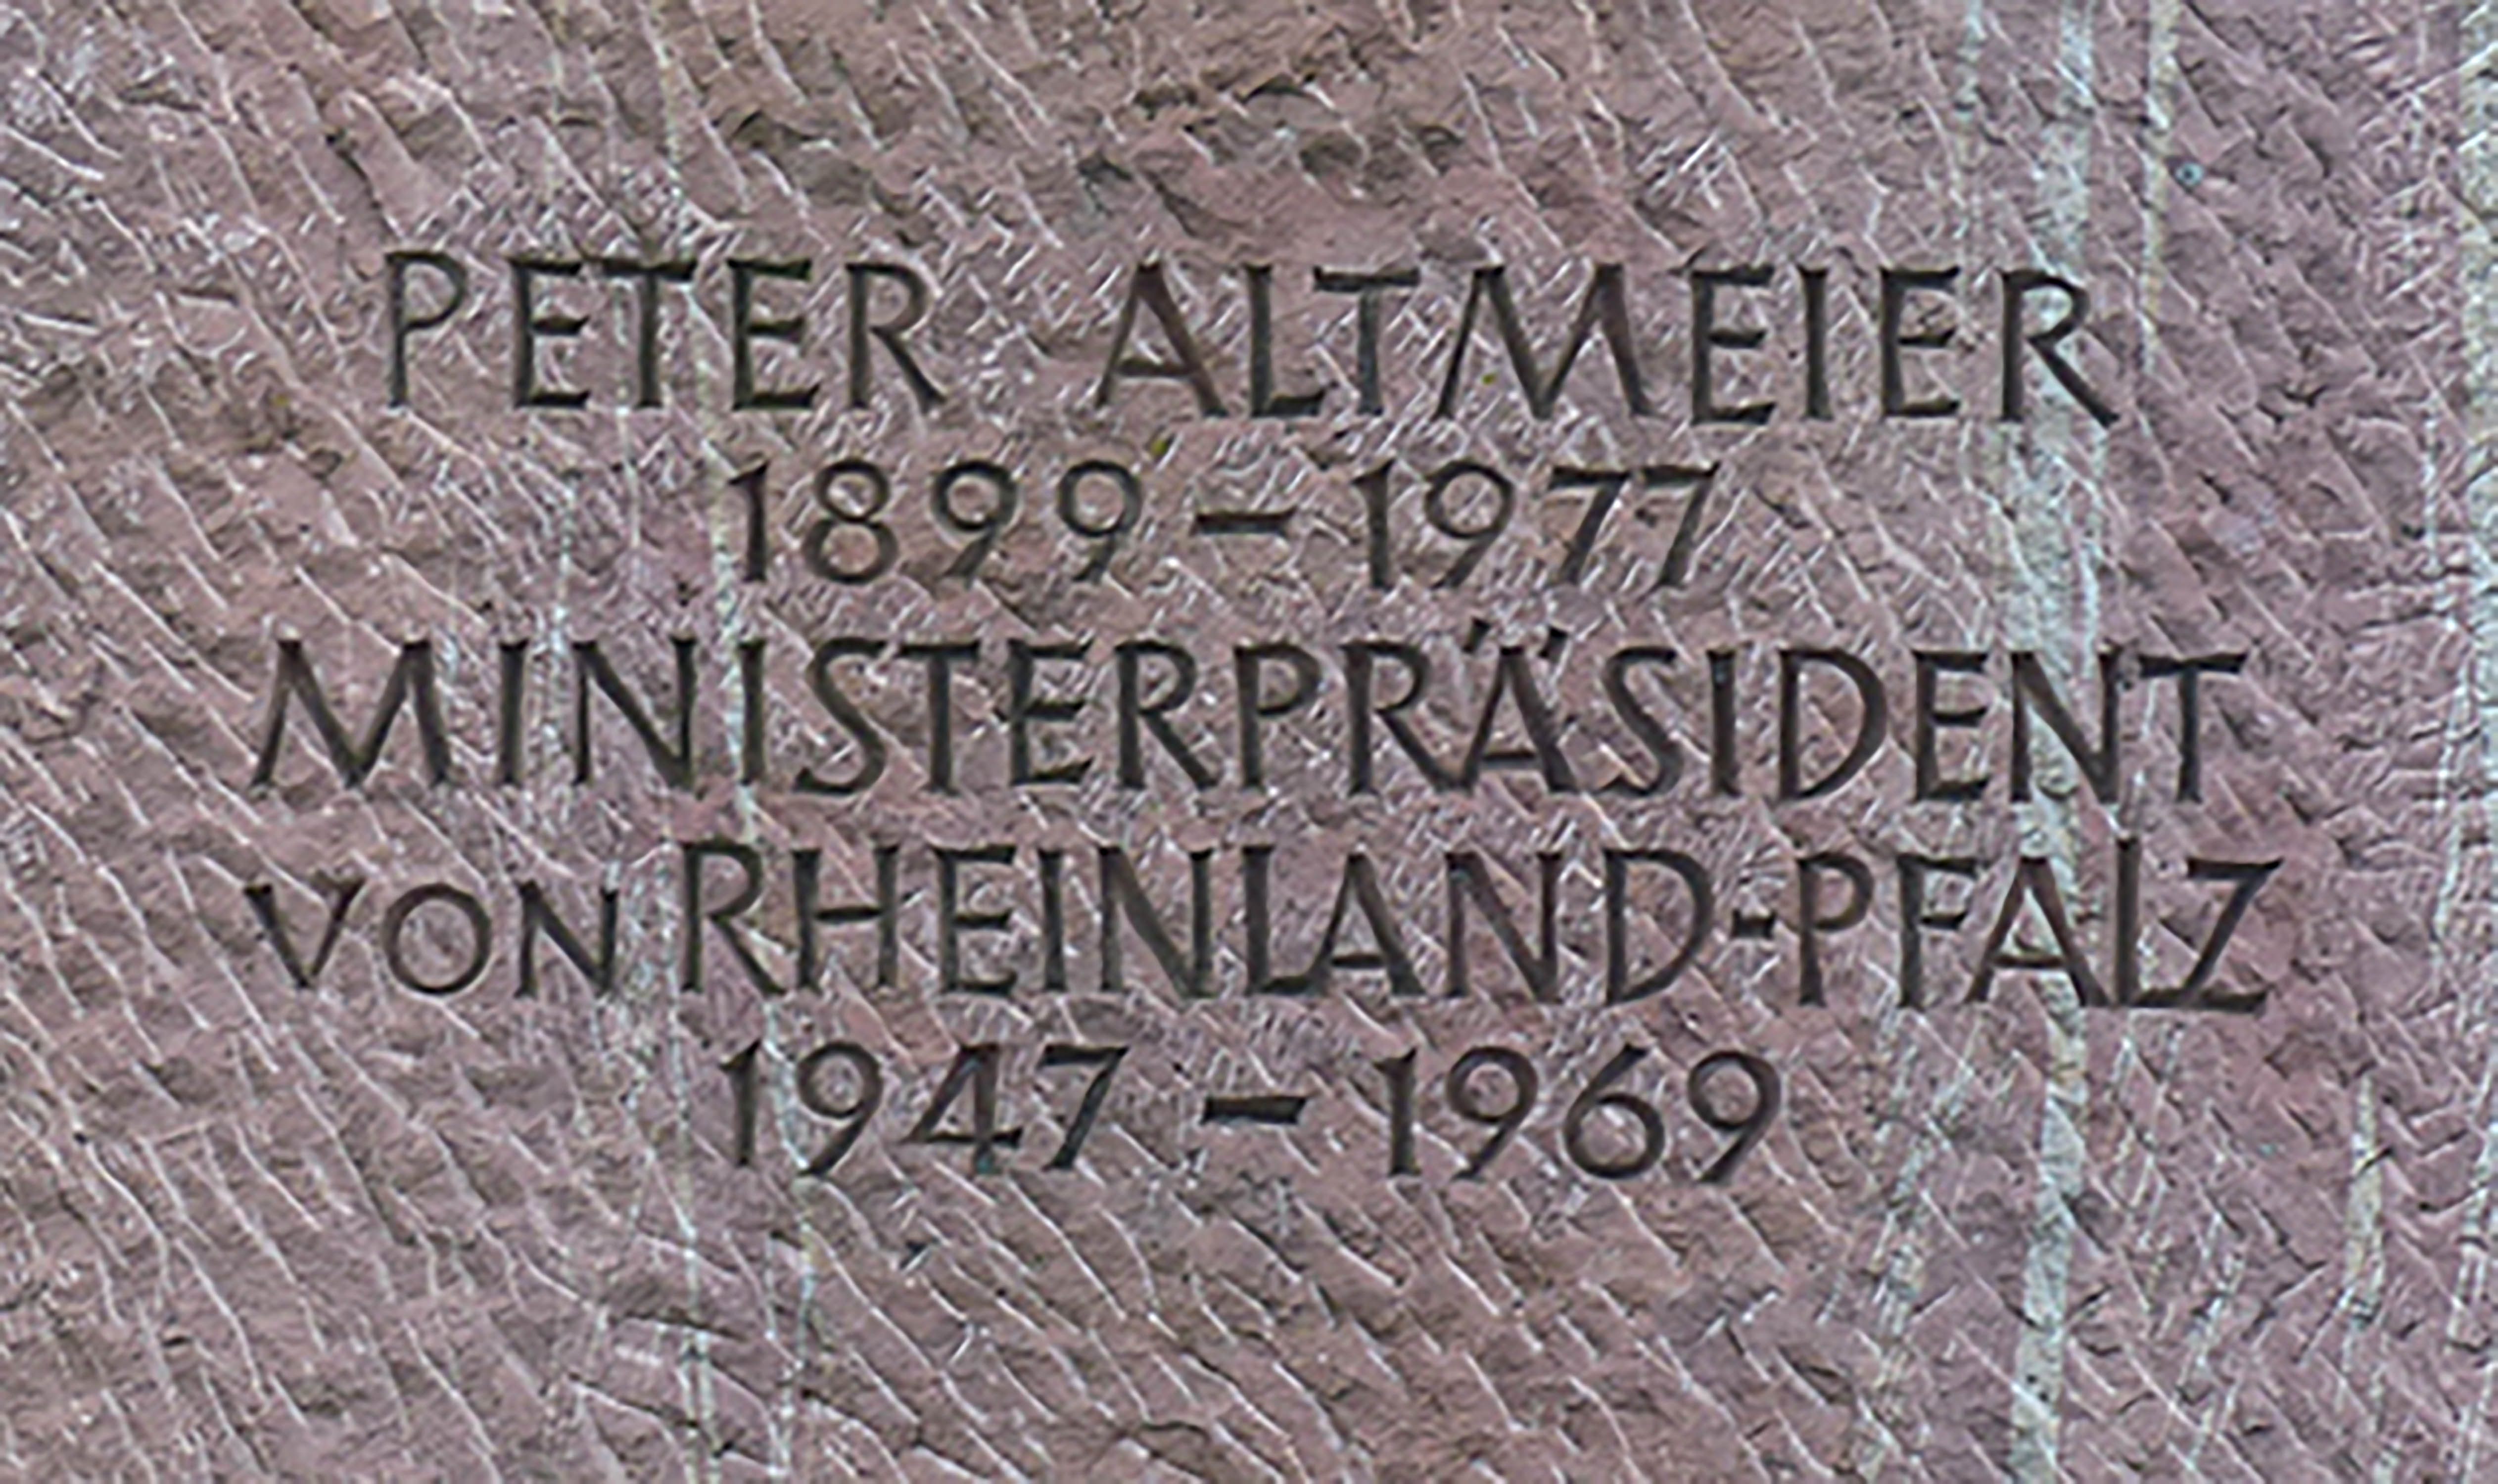 PETER ALTMEIER
1899 – 1977
MINISTERPRÄSIDENT
VON RHEINLAND-PFALZ
1947 – 1969